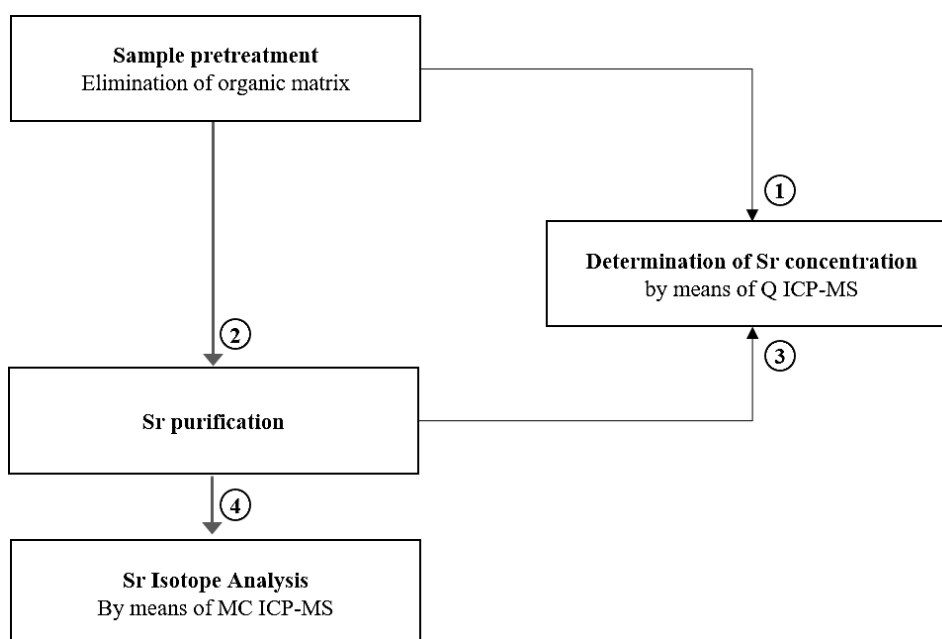 Sample pretreatment
Elimination of organic matrix
1
Determination of Sr concentration
by means of Q ICP-MS
2
3
Sr purification
4
Sr Isotope Analysis
By means of MC ICP-MS